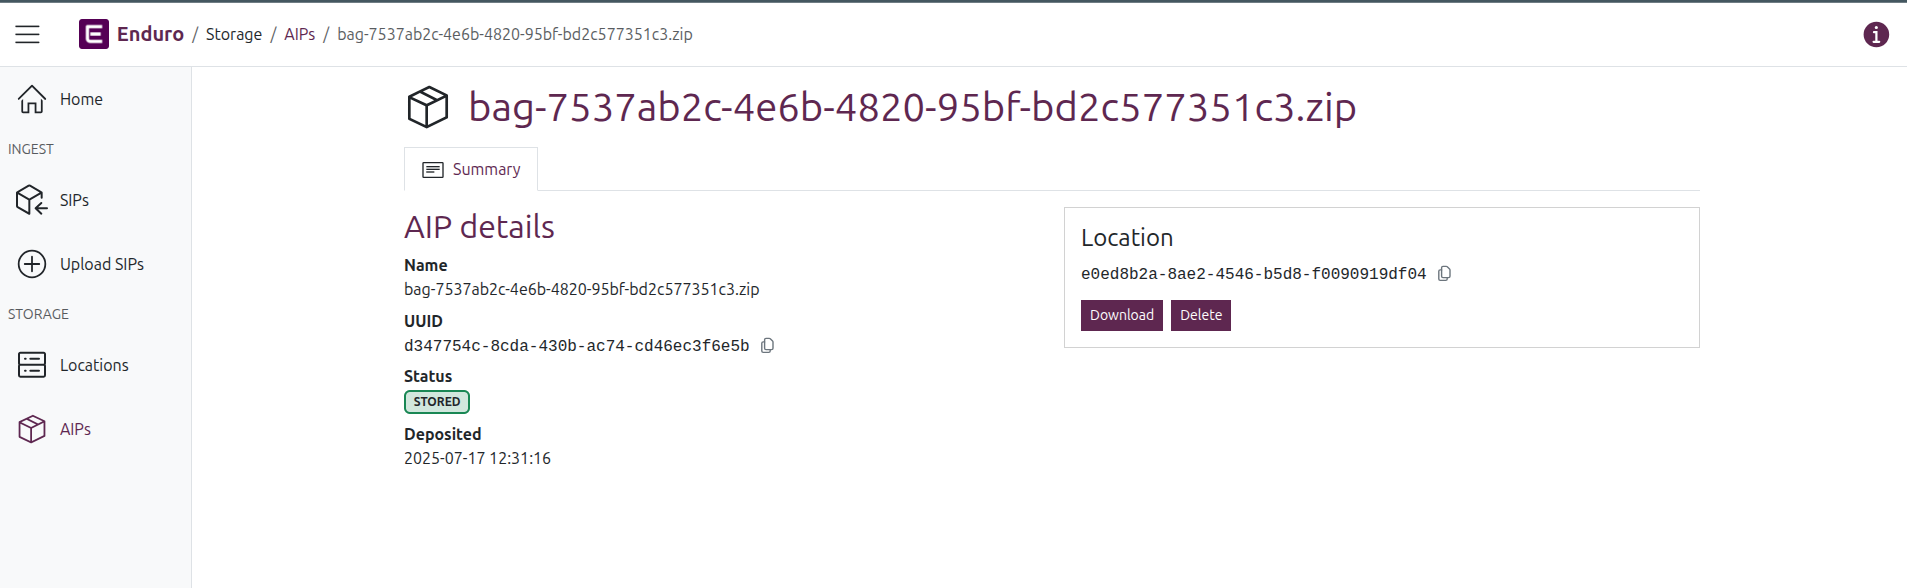 Enduro / Storage / AIPs / bag-7537ab2c-4e6b-4820-95bf-bd2c577351c3.zip
Home
INGEST
SIPs
Upload SIPs
STORAGE
Locations
AIPs
bag-7537ab2c-4e6b-4820-95bf-bd2c577351c3.zip
Summary
AIP details
Name
bag-7537ab2c-4e6b-4820-95bf-bd2c577351c3.zip
UUID
d347754c-8cda-430b-ac74-cd46ec3f6e5b
Status
STORED
Deposited
2025-07-17 12:31:16
Location
e0ed8b2a-8ae2-4546-b5d8-f0090919df04
Download Delete